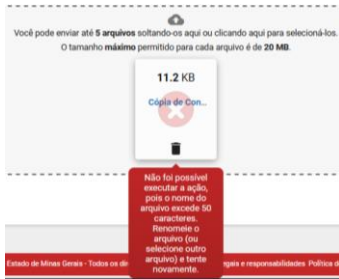 Você pode enviar até 5 arquivos soltando-os aqui ou clicando aqui para selecioná-los.
O tamanho máximo permitido para cada arquivo é de 20 MB.
11.2 KB
Cópia de Con...
Não foi possível
executar a ação,
pois o nome do
arquivo excede 50
caracteres.
Renomeie o
arquivo (ou
selecione outro
arquivo) e tente
novamente.
Estado de Minas Gerais - Todos os dire
egais e responsabilidades Política d